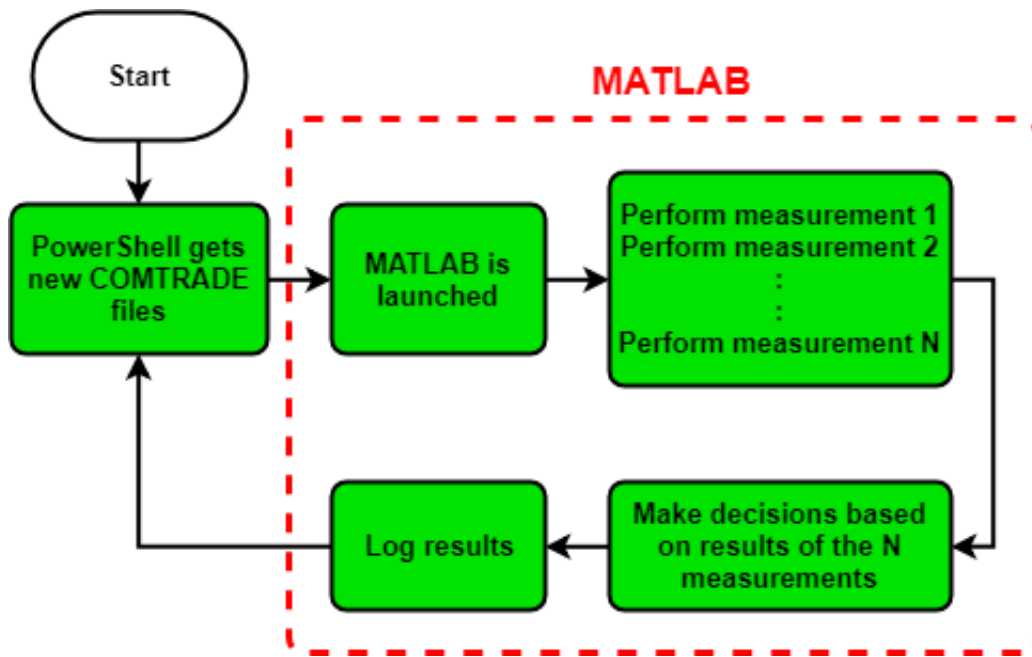 Start
MATLAB
PowerShell gets
new COMTRADE
files
MATLAB is
launched
Perform measurement 1
Perform measurement 2
:
:
Perform measurement N
Make decisions based
on results of the N
measurements
Log results